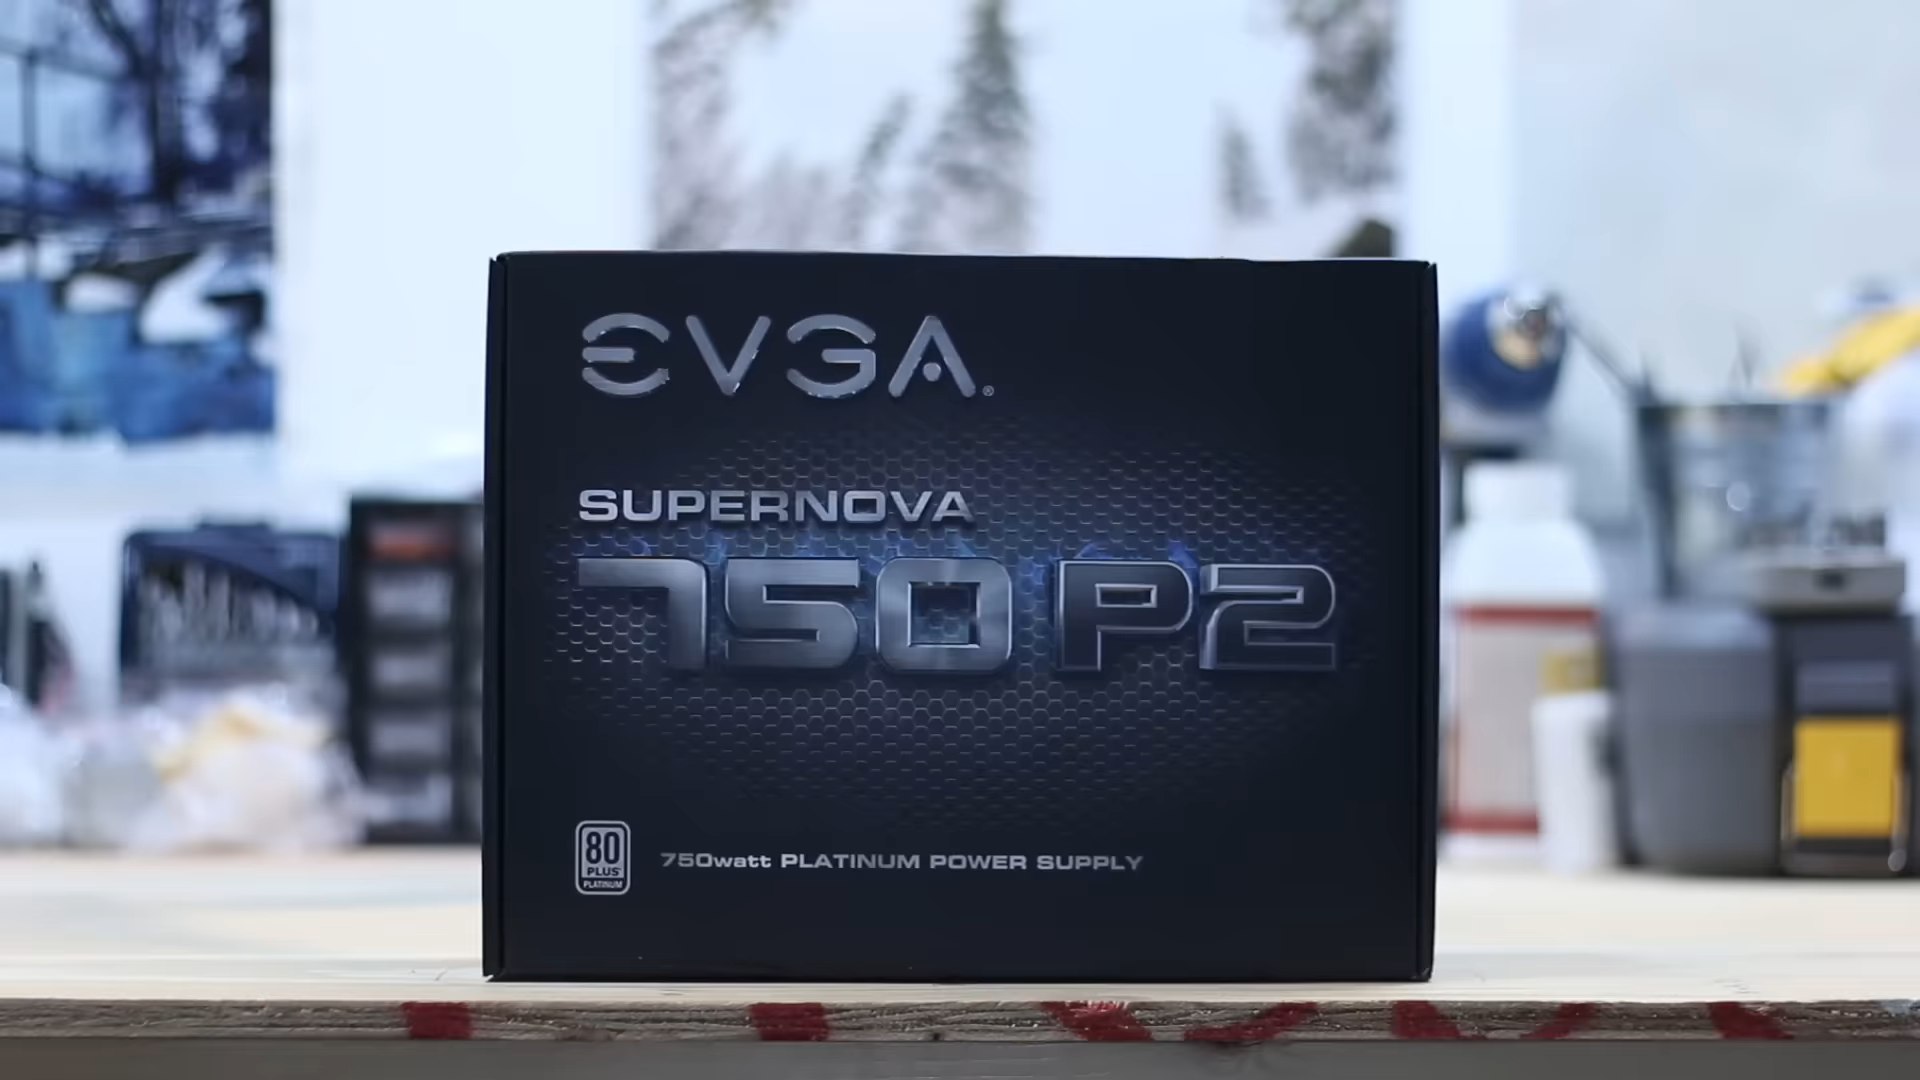 EVGA®
SUPERNOVA
750 P2
80
PLUS
PLATINUM
750watt PLATINUM POWER SUPPLY